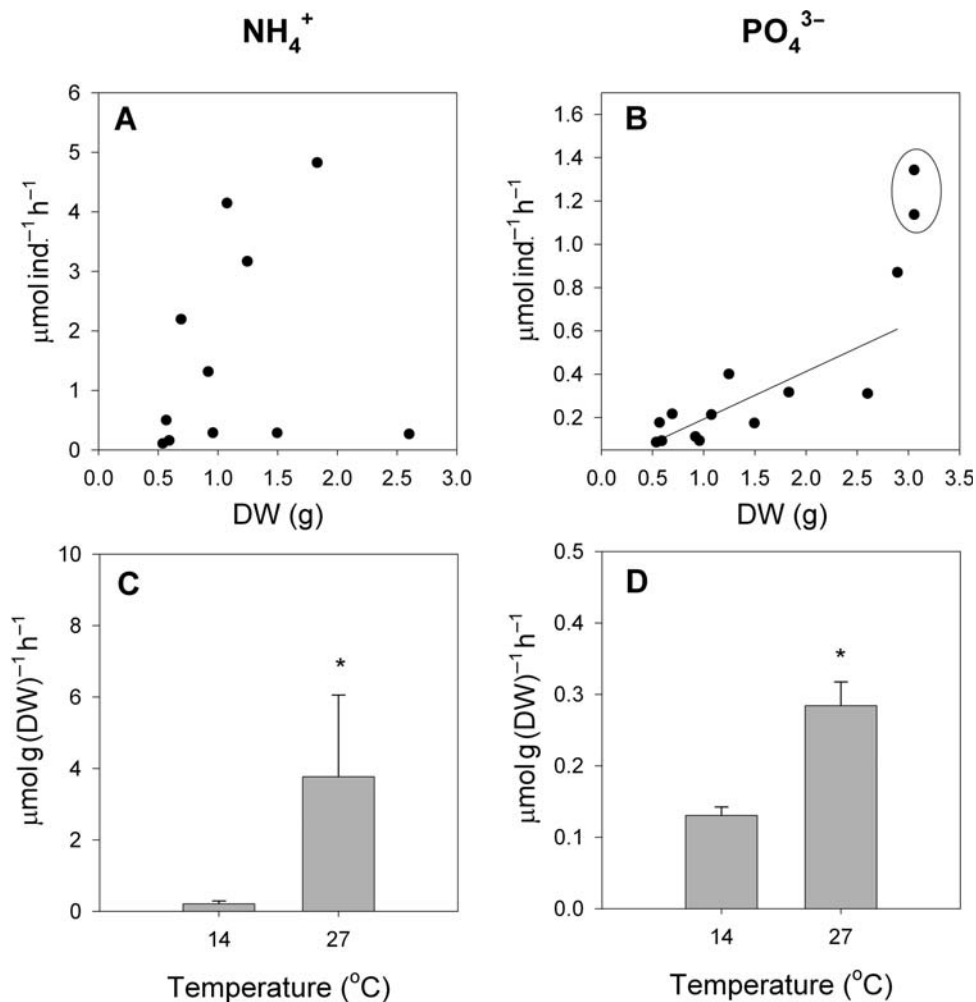 NH₄⁺
PO₄³⁻
A
μmol ind.⁻¹ h⁻¹
6
5
4
3
2
1
0
0.0 0.5 1.0 1.5 2.0 2.5 3.0
DW (g)
B
μmol ind.⁻¹ h⁻¹
1.6
1.4
1.2
1.0
0.8
0.6
0.4
0.2
0.0 0.5 1.0 1.5 2.0 2.5 3.0 3.5
DW (g)
C
μmol g (DW)⁻¹ h⁻¹
10
8
6
4
2
0
*
14 27
Temperature (°C)
D
μmol g (DW)⁻¹ h⁻¹
0.5
0.4
0.3
0.2
0.1
0.0
*
14 27
Temperature (°C)